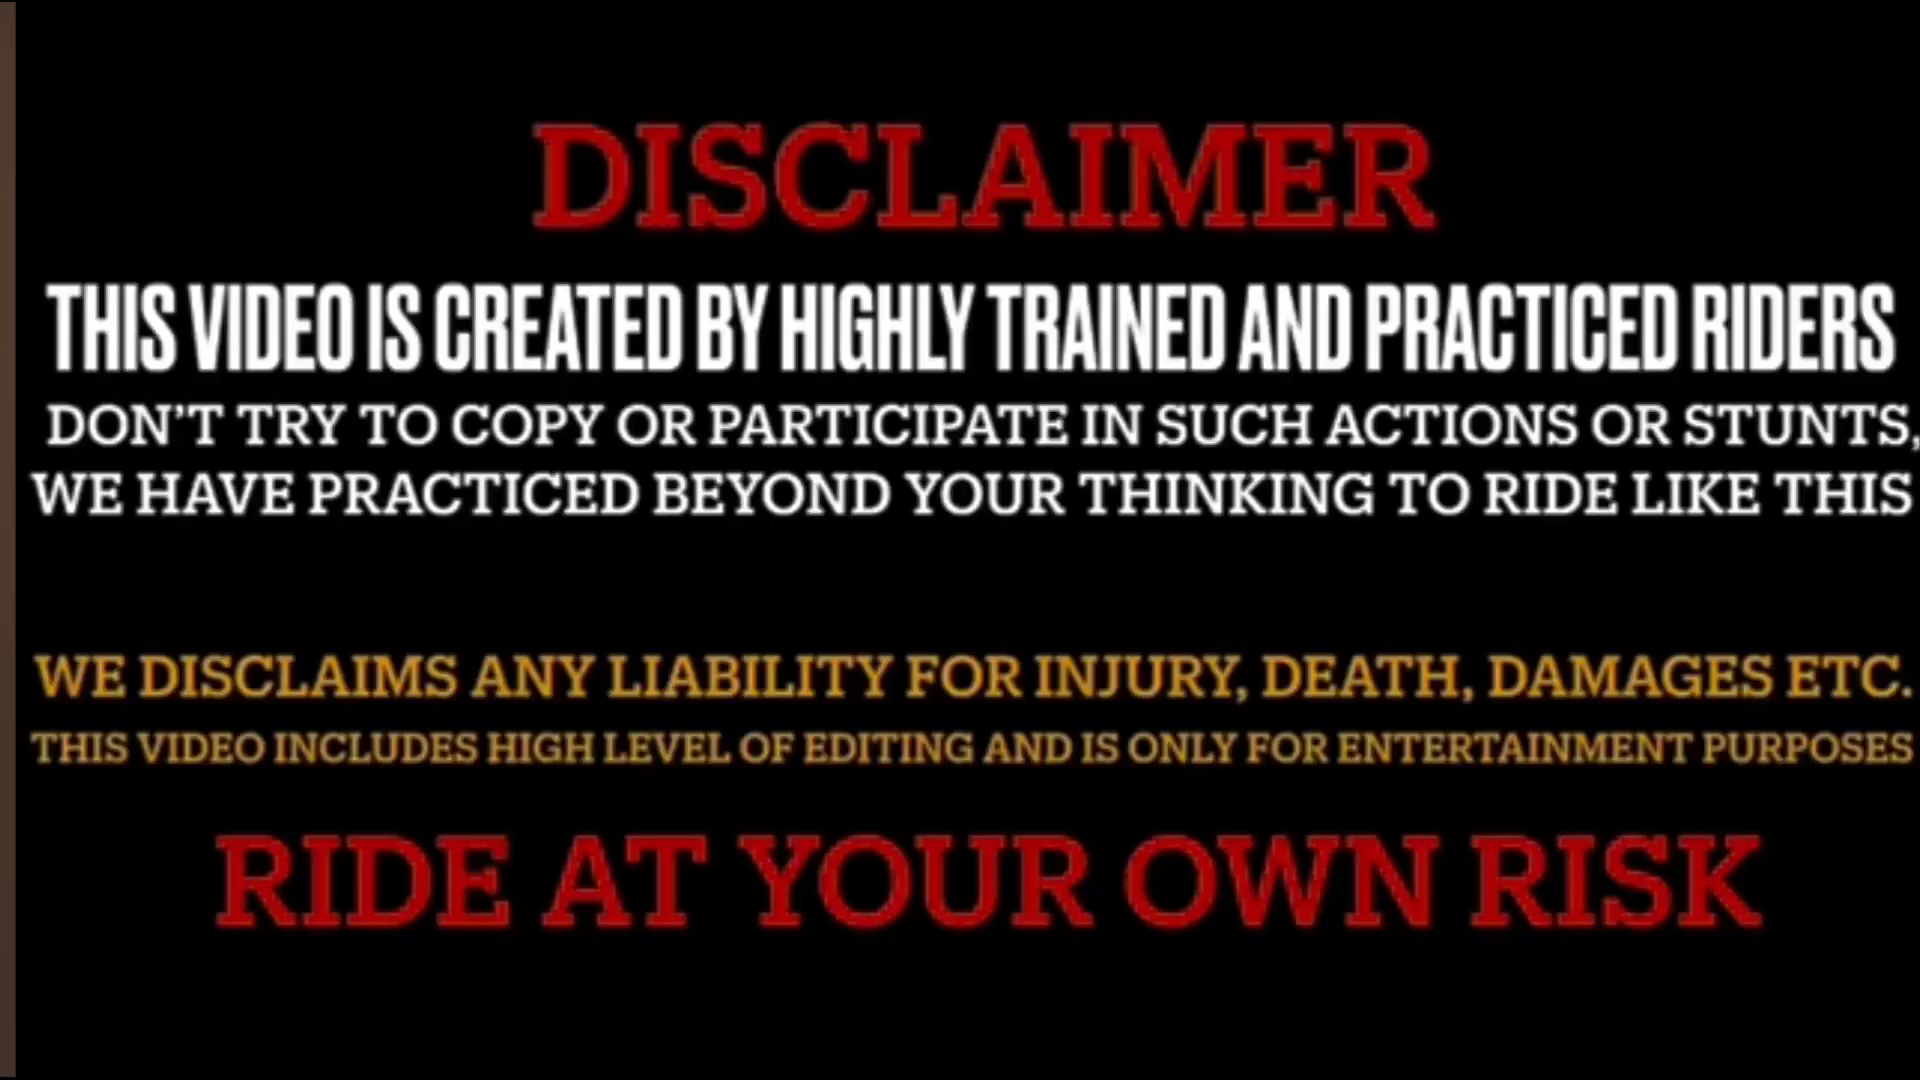 DISCLAIMER
THIS VIDEO IS CREATED BY HIGHLY TRAINED AND PRACTICED RIDERS
DON'T TRY TO COPY OR PARTICIPATE IN SUCH ACTIONS OR STUNTS,
WE HAVE PRACTICED BEYOND YOUR THINKING TO RIDE LIKE THIS
WE DISCLAIMS ANY LIABILITY FOR INJURY, DEATH, DAMAGES ETC.
THIS VIDEO INCLUDES HIGH LEVEL OF EDITING AND IS ONLY FOR ENTERTAINMENT PURPOSES
RIDE AT YOUR OWN RISK